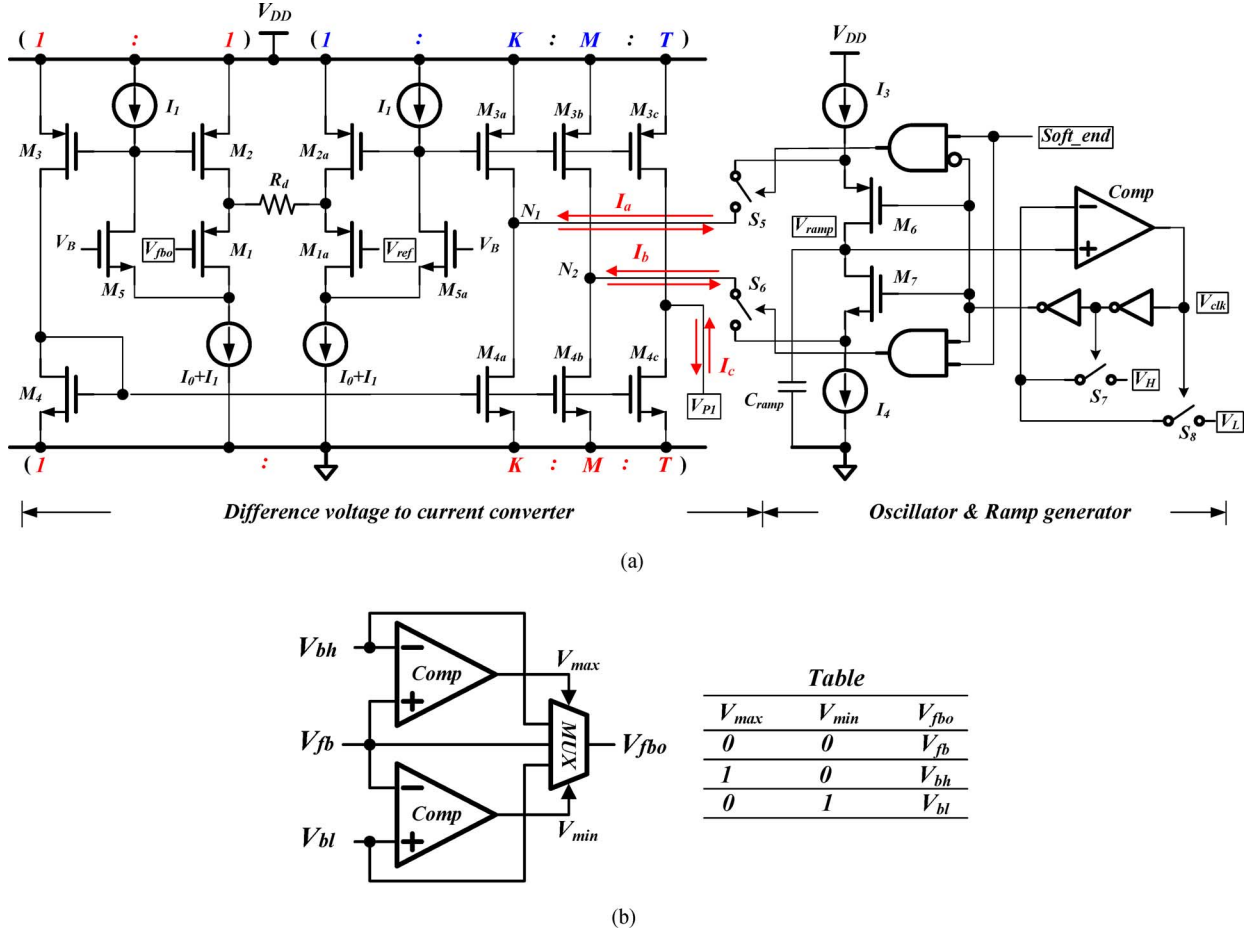 V_DD
( 1 : 1 ) ( 1 : K : M : T )
V_DD
I_1 I_1 I_3
M_3a M_3b M_3c
Soft_end
M_3 M_2 M_2a
R_d
Comp
N_1 I_a S_5
V_ramp M_6
V_B V_fbo M_1 M_1a V_ref V_B
N_2 I_b S_6 M_7
M_5 M_5a
V_clk
I_0+I_1 I_0+I_1
M_4a M_4b M_4c I_c
M_4
V_P1 C_ramp I_4
S_7 V_H
S_8 V_L
( 1 : K : M : T )
Difference voltage to current converter
Oscillator & Ramp generator
(a)
V_bh
Comp
V_max
V_fb
MUX
V_fbo
Comp
V_bl
V_min
Table
V_max V_min V_fbo
0 0 V_fb
1 0 V_bh
0 1 V_bl
(b)